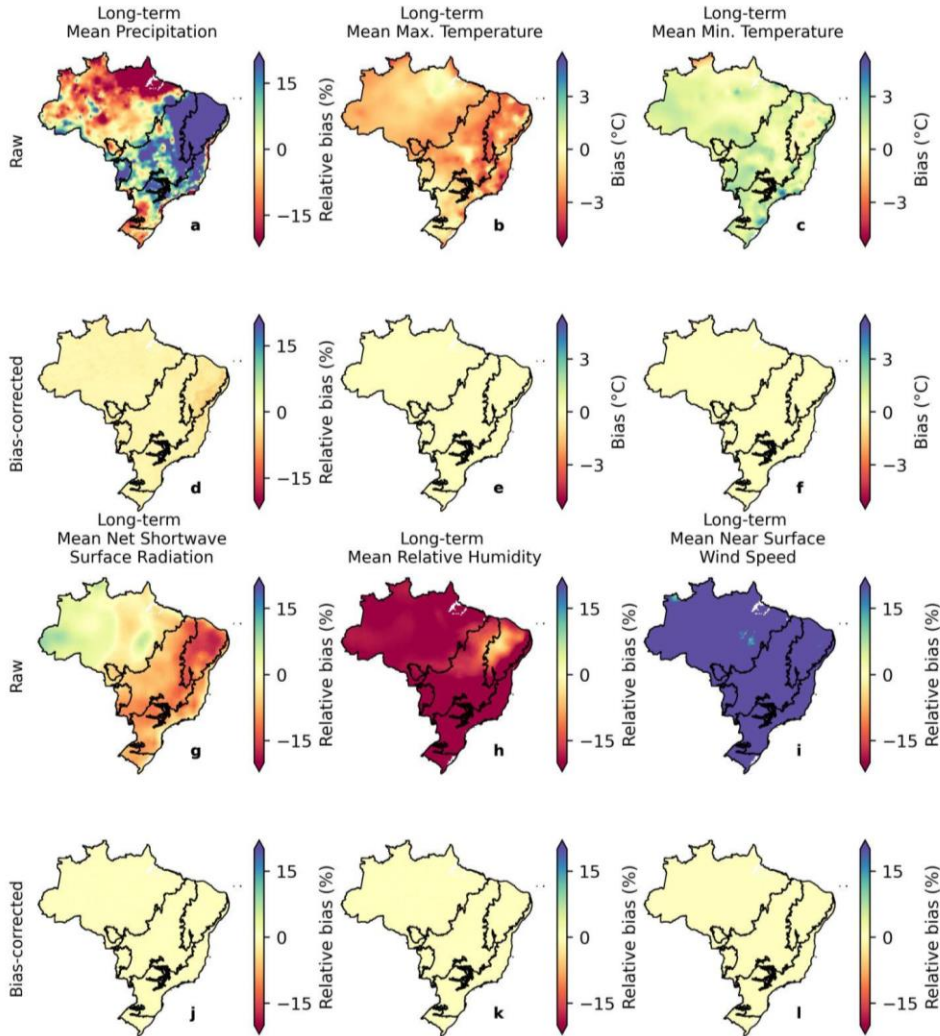 Long-term
Mean Precipitation
Long-term
Mean Max. Temperature
Long-term
Mean Min. Temperature
Raw
15
0
−15
Relative bias (%)
a
3
0
−3
Bias (°C)
b
3
0
−3
Bias (°C)
c
Bias-corrected
15
0
−15
Relative bias (%)
d
3
0
−3
Bias (°C)
e
3
0
−3
Bias (°C)
f
Long-term
Mean Net Shortwave
Surface Radiation
Long-term
Mean Relative Humidity
Long-term
Mean Near Surface
Wind Speed
Raw
15
0
−15
Relative bias (%)
g
15
0
−15
Relative bias (%)
h
15
0
−15
Relative bias (%)
i
Bias-corrected
15
0
−15
Relative bias (%)
j
15
0
−15
Relative bias (%)
k
15
0
−15
Relative bias (%)
l